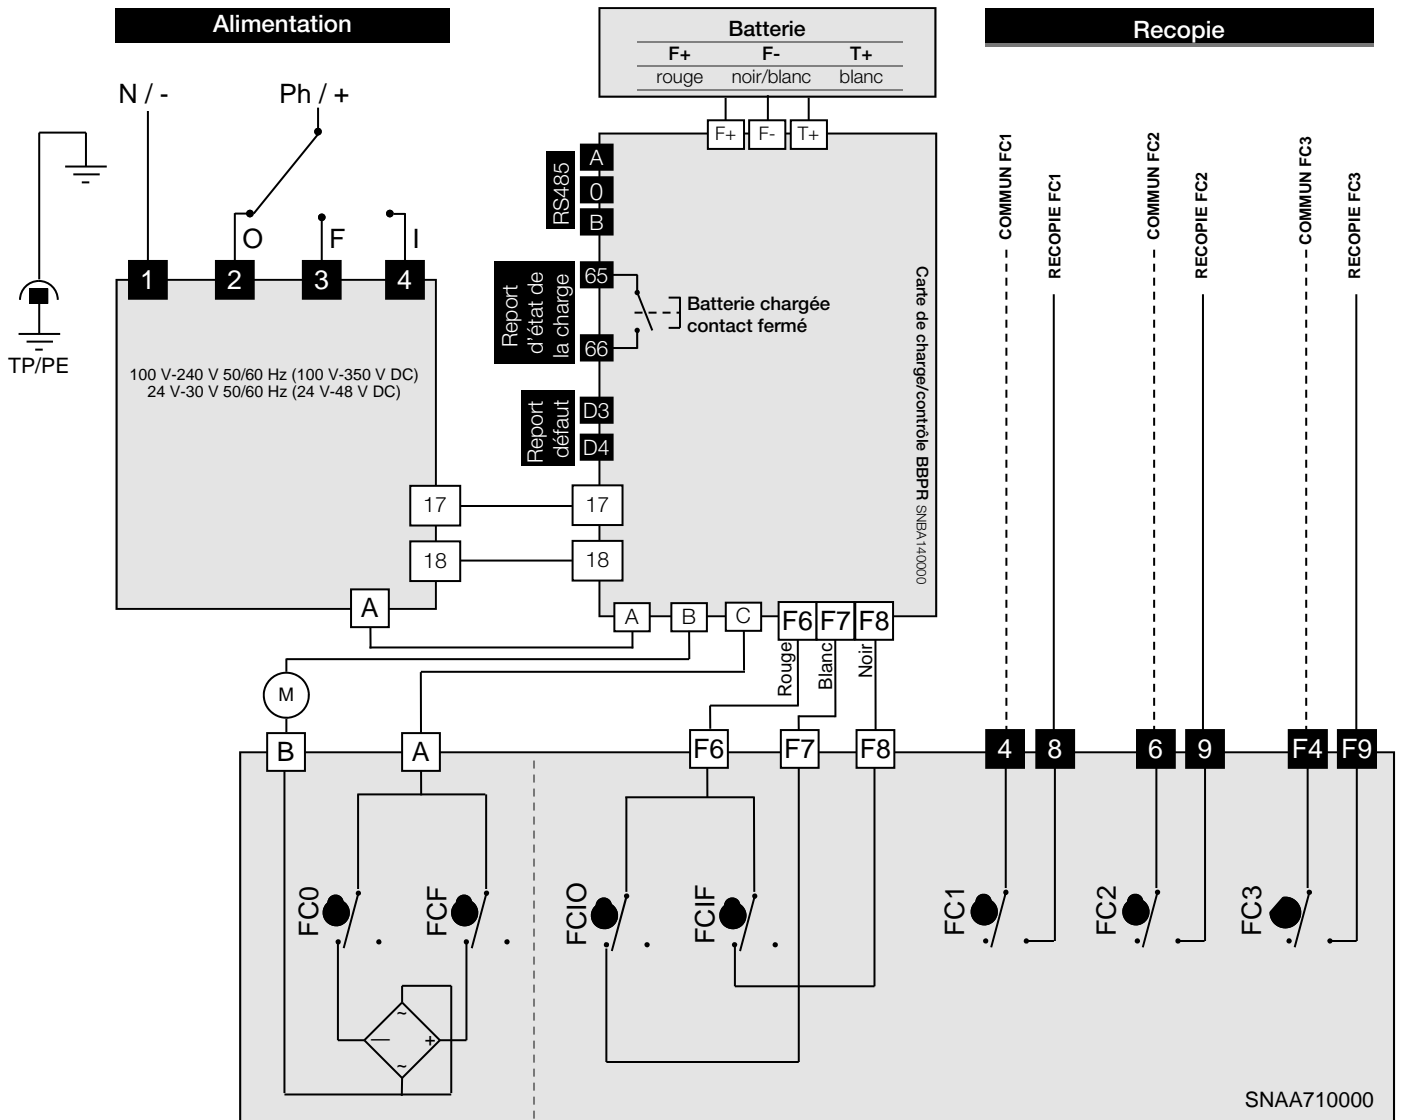 Alimentation
N / -
Ph / +
O
F
I
1
2
3
4
TP/PE
100 V-240 V 50/60 Hz (100 V-350 V DC)
24 V-30 V 50/60 Hz (24 V-48 V DC)
17
18
A
Batterie
F+ F- T+
rouge noir/blanc blanc
F+
F-
T+
RS485
A
0
B
Report
d'état de
la charge
65
66
Batterie chargée
contact fermé
Report
défaut
D3
D4
17
18
Carte de charge/contrôle BBPR SNBA140000
A
B
C
F6
F7
F8
Rouge
Blanc
Noir
M
Recopie
COMMUN FC1
RECOPIE FC1
COMMUN FC2
RECOPIE FC2
COMMUN FC3
RECOPIE FC3
B
A
F6
F7
F8
4
8
6
9
F4
F9
FC0
FCF
FCIO
FCIF
FC1
FC2
FC3
~
—
+
~
SNAA710000